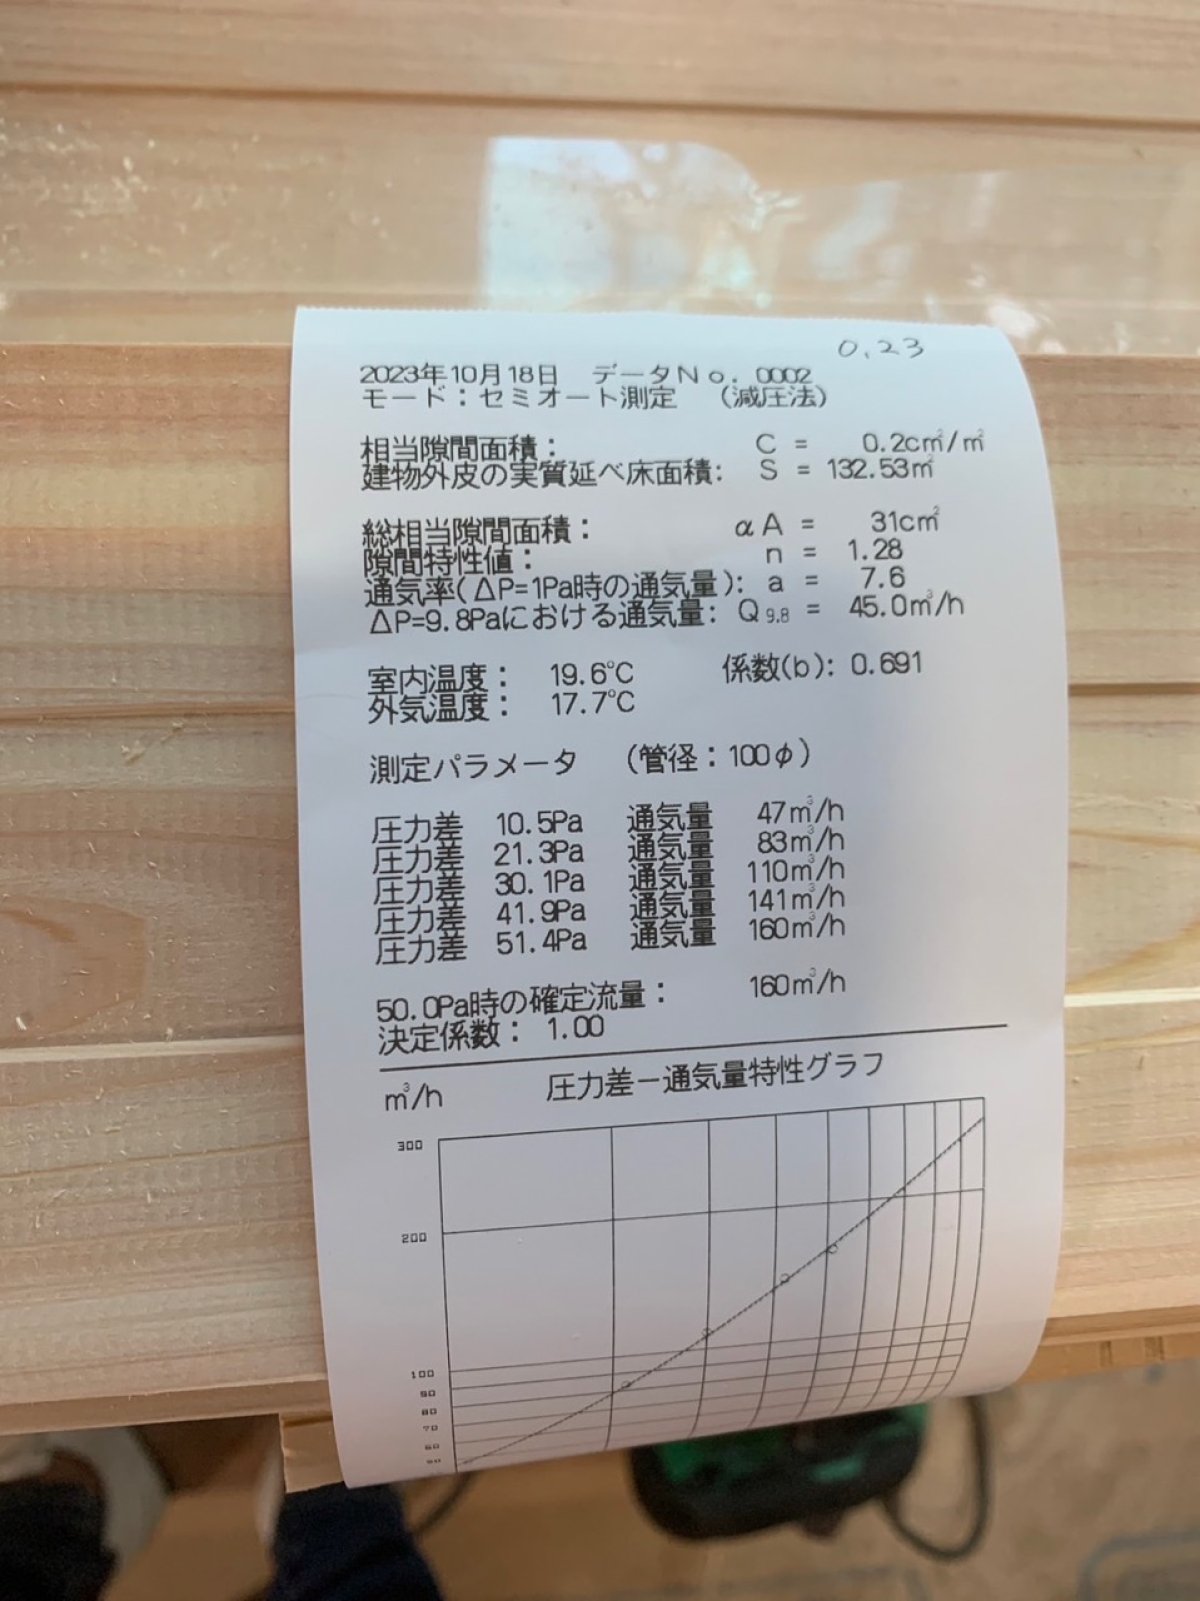 0.23
2023年10月18日 データNo. 0002
モード：セミオート測定 （減圧法）
相当隙間面積： C = 0.2cm²/m²
建物外皮の実質延べ床面積： S = 132.53m²
総相当隙間面積： αA = 31cm²
隙間特性値： n = 1.28
通気率（ΔP=1Pa時の通気量）： a = 7.6
ΔP=9.8Paにおける通気量： Q9.8 = 45.0m³/h
室内温度： 19.6℃ 係数(b)： 0.691
外気温度： 17.7℃
測定パラメータ （管径：100φ）
圧力差 10.5Pa 通気量 47m³/h
圧力差 21.3Pa 通気量 83m³/h
圧力差 30.1Pa 通気量 110m³/h
圧力差 41.9Pa 通気量 141m³/h
圧力差 51.4Pa 通気量 160m³/h
50.0Pa時の確定流量： 160m³/h
決定係数： 1.00
m³/h 圧力差－通気量特性グラフ
300
200
100
90
80
70
60
50